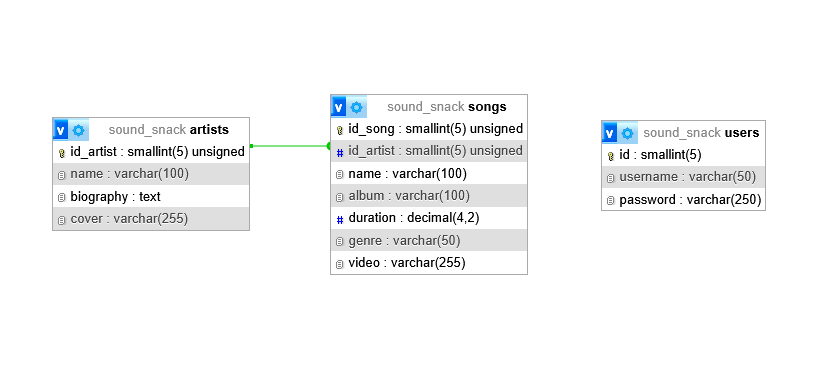 v sound_snack artists
id_artist : smallint(5) unsigned
name : varchar(100)
biography : text
cover : varchar(255)
v sound_snack songs
id_song : smallint(5) unsigned
# id_artist : smallint(5) unsigned
name : varchar(100)
album : varchar(100)
# duration : decimal(4,2)
genre : varchar(50)
video : varchar(255)
v sound_snack users
id : smallint(5)
username : varchar(50)
password : varchar(250)